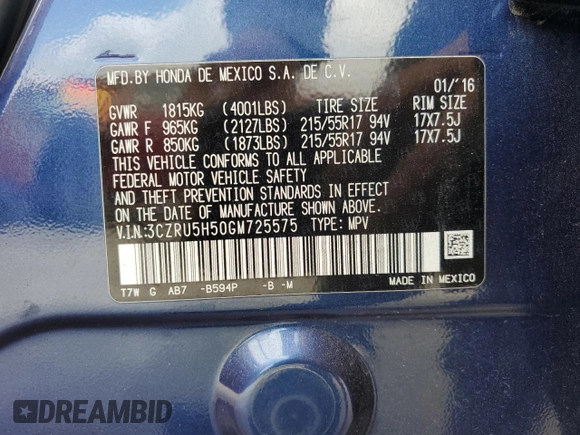 MFD.BY HONDA DE MEXICO S.A. DE C.V.
01/'16
GVWR 1815KG (4001LBS) TIRE SIZE RIM SIZE
GAWR F 965KG (2127LBS) 215/55R17 94V 17X7.5J
GAWR R 850KG (1873LBS) 215/55R17 94V 17X7.5J
THIS VEHICLE CONFORMS TO ALL APPLICABLE
FEDERAL MOTOR VEHICLE SAFETY
AND THEFT PREVENTION STANDARDS IN EFFECT
ON THE DATE OF MANUFACTURE SHOWN ABOVE.
V.I.N:3CZRU5H50GM725575 TYPE: MPV
MADE IN MEXICO
T7W G AB7 -B594P -B -M
DREAMBID